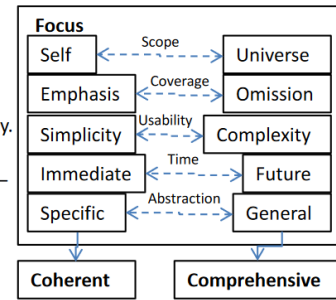 Focus
Scope
Self Universe
Coverage
Emphasis Omission
Usability
y.
Simplicity Complexity
Time
Immediate Future
Abstraction
Specific General
Coherent Comprehensive